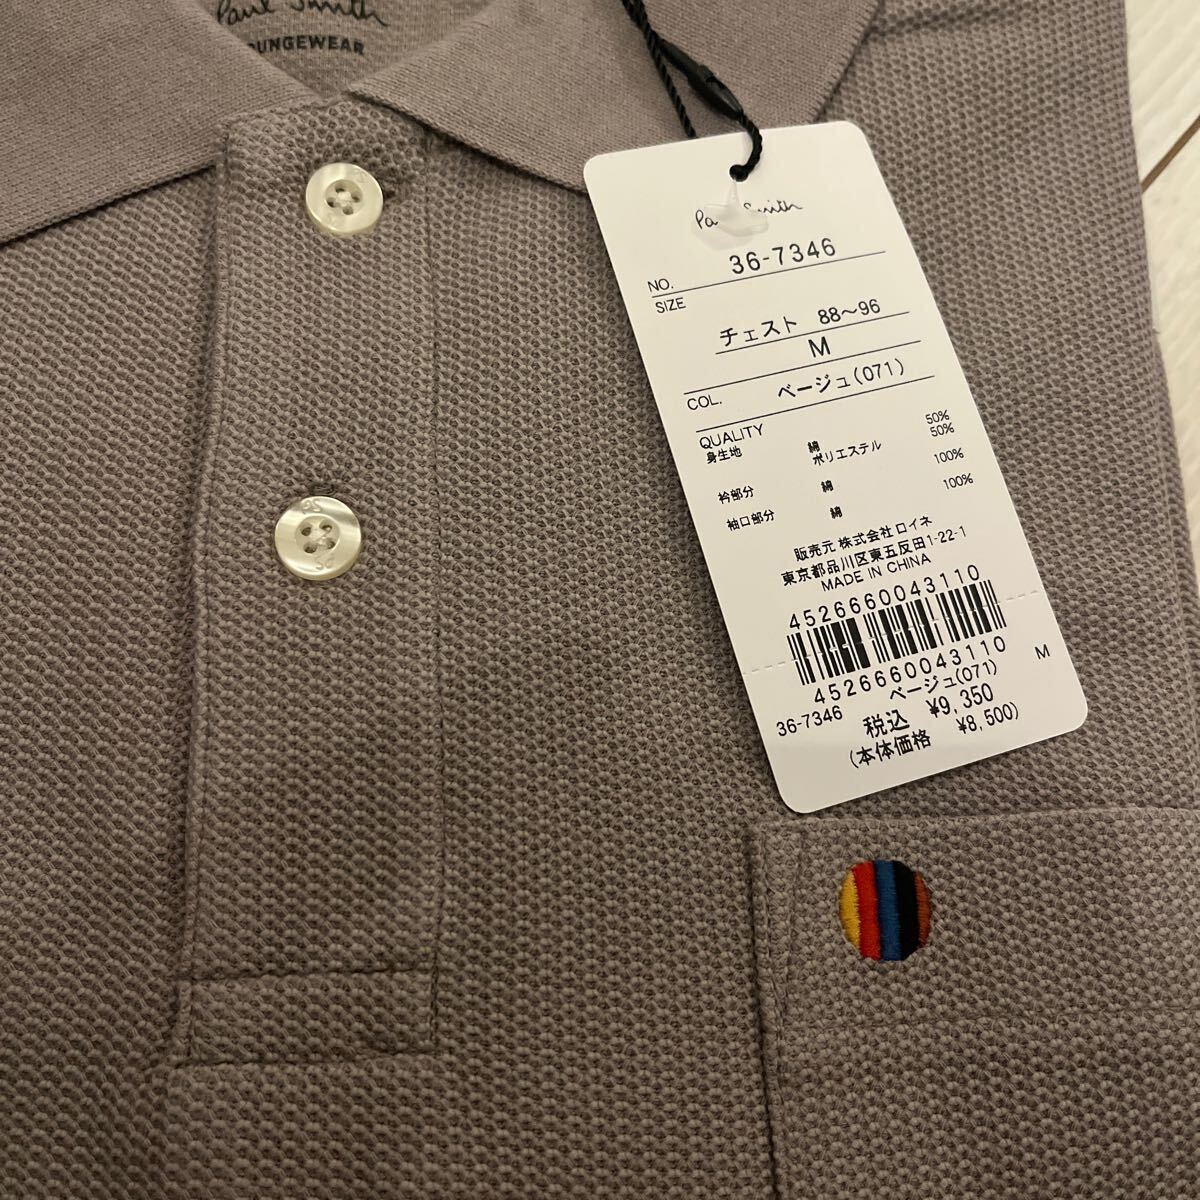 Paul Smith
LOUNGEWEAR
PS
PS
Paul Smith
NO. 36-7346
SIZE
チェスト 88～96
M
COL. ベージュ(071)
QUALITY
身生地 綿 50%
ポリエステル 50%
衿部分 綿 100%
袖口部分 綿 100%
販売元 株式会社 ロイネ
東京都品川区東五反田1-22-1
MADE IN CHINA
4526660043110
4526660043110
ベージュ(071) M
36-7346
税込 ¥9,350
(本体価格 ¥8,500)